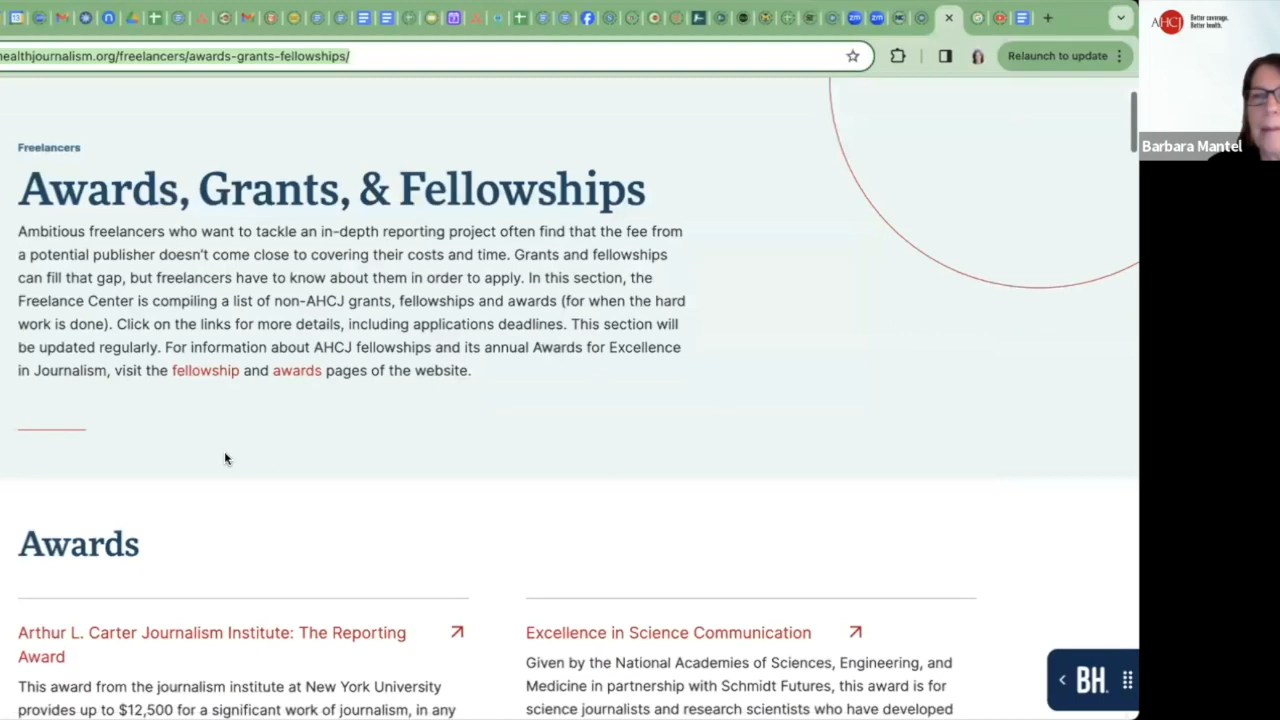 healthjournalism.org/freelancers/awards-grants-fellowships/
Relaunch to update
AHCJ
Better coverage.
Better health.
Barbara Mantel
Freelancers
Awards, Grants, & Fellowships
Ambitious freelancers who want to tackle an in-depth reporting project often find that the fee from
a potential publisher doesn't come close to covering their costs and time. Grants and fellowships
can fill that gap, but freelancers have to know about them in order to apply. In this section, the
Freelance Center is compiling a list of non-AHCJ grants, fellowships and awards (for when the hard
work is done). Click on the links for more details, including applications deadlines. This section will
be updated regularly. For information about AHCJ fellowships and its annual Awards for Excellence
in Journalism, visit the fellowship and awards pages of the website.
Awards
Arthur L. Carter Journalism Institute: The Reporting
Award
This award from the journalism institute at New York University
provides up to $12,500 for a significant work of journalism, in any
Excellence in Science Communication
Given by the National Academies of Sciences, Engineering, and
Medicine in partnership with Schmidt Futures, this award is for
science journalists and research scientists who have developed
BH.